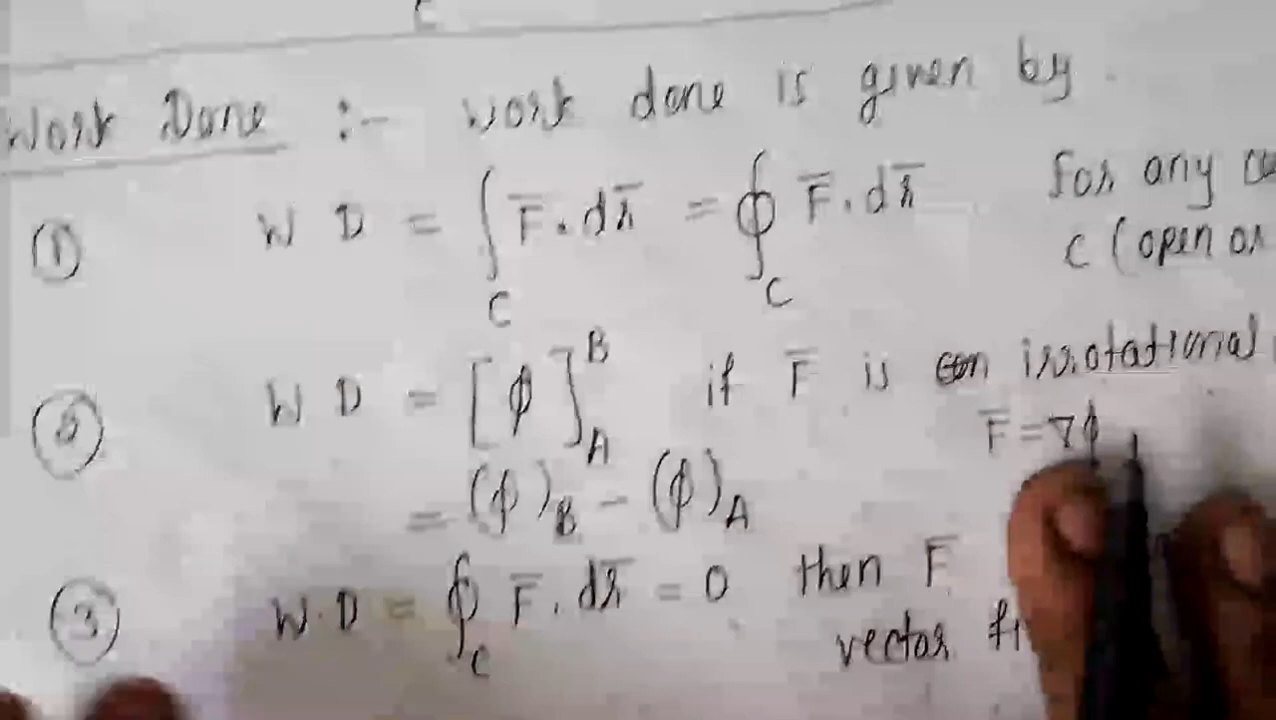 Work Done :- work done is given by
① W D = ∫_C F̄ . dr̄ = ∮_C F̄ . dr̄ For any
C (open or
② W D = [ϕ]_A^B if F̄ is irrotational
F̄ = ∇ϕ
= (ϕ)_B - (ϕ)_A
③ W.D = ∮_C F̄ . dr̄ = 0 then F̄
vector